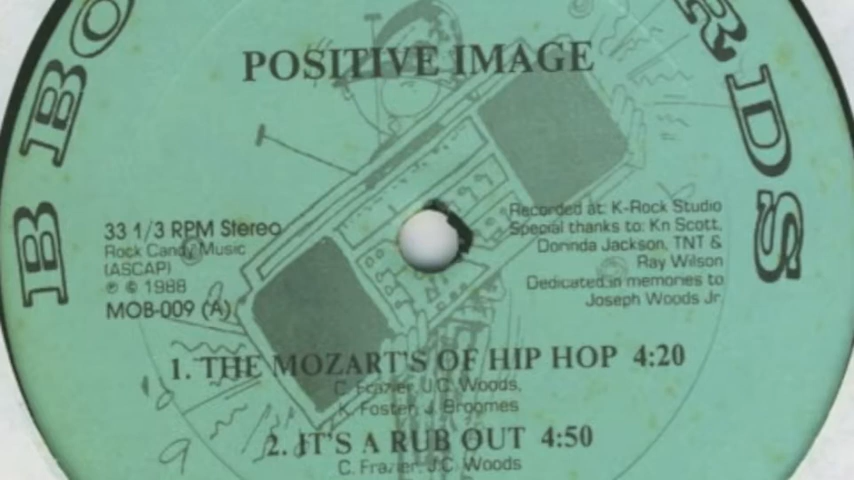 B BO
RDS
POSITIVE IMAGE
33 1/3 RPM Stereo
Rock Candy Music
(ASCAP)
℗ © 1988
MOB-009 (A)
Recorded at: K-Rock Studio
Special thanks to: Kn Scott,
Dorinda Jackson, TNT &
Ray Wilson
Dedicated in memories to
Joseph Woods Jr
1. THE MOZART'S OF HIP HOP 4:20
C. Frazier, J.C. Woods,
K. Foster, J. Broomes
2. IT'S A RUB OUT 4:50
C. Frazier, J.C. Woods